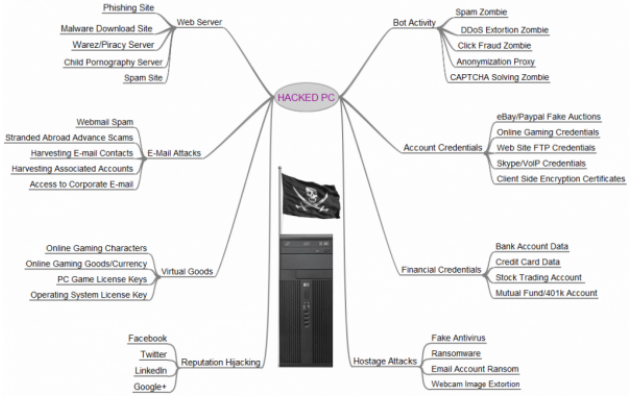 HACKED PC
Web Server
Phishing Site
Malware Download Site
Warez/Piracy Server
Child Pornography Server
Spam Site
E-Mail Attacks
Webmail Spam
Stranded Abroad Advance Scams
Harvesting E-mail Contacts
Harvesting Associated Accounts
Access to Corporate E-mail
Virtual Goods
Online Gaming Characters
Online Gaming Goods/Currency
PC Game License Keys
Operating System License Key
Reputation Hijacking
Facebook
Twitter
LinkedIn
Google+
Bot Activity
Spam Zombie
DDoS Extortion Zombie
Click Fraud Zombie
Anonymization Proxy
CAPTCHA Solving Zombie
Account Credentials
eBay/Paypal Fake Auctions
Online Gaming Credentials
Web Site FTP Credentials
Skype/VoIP Credentials
Client Side Encryption Certificates
Financial Credentials
Bank Account Data
Credit Card Data
Stock Trading Account
Mutual Fund/401k Account
Hostage Attacks
Fake Antivirus
Ransomware
Email Account Ransom
Webcam Image Extortion